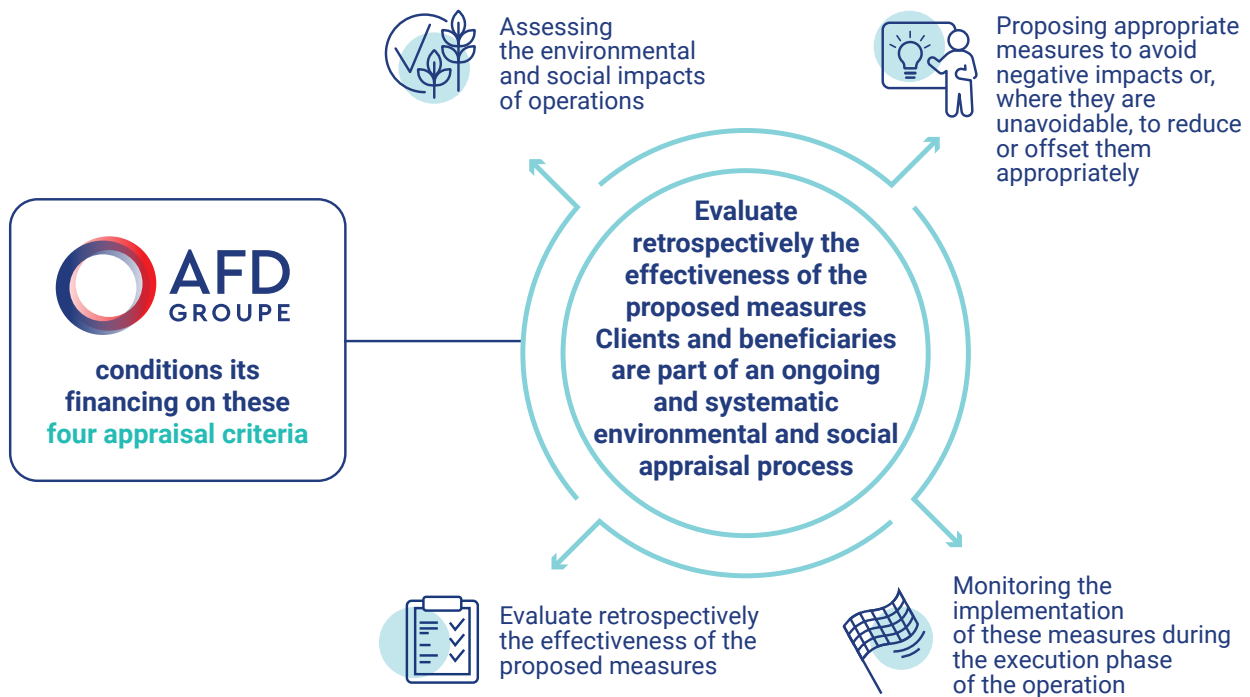 Assessing
the environmental
and social impacts
of operations
Proposing appropriate
measures to avoid
negative impacts or,
where they are
unavoidable, to reduce
or offset them
appropriately
AFD
GROUPE
conditions its
financing on these
four appraisal criteria
Evaluate
retrospectively the
effectiveness of the
proposed measures
Clients and beneficiaries
are part of an ongoing
and systematic
environmental and social
appraisal process
Evaluate retrospectively
the effectiveness of the
proposed measures
Monitoring the
implementation
of these measures during
the execution phase
of the operation